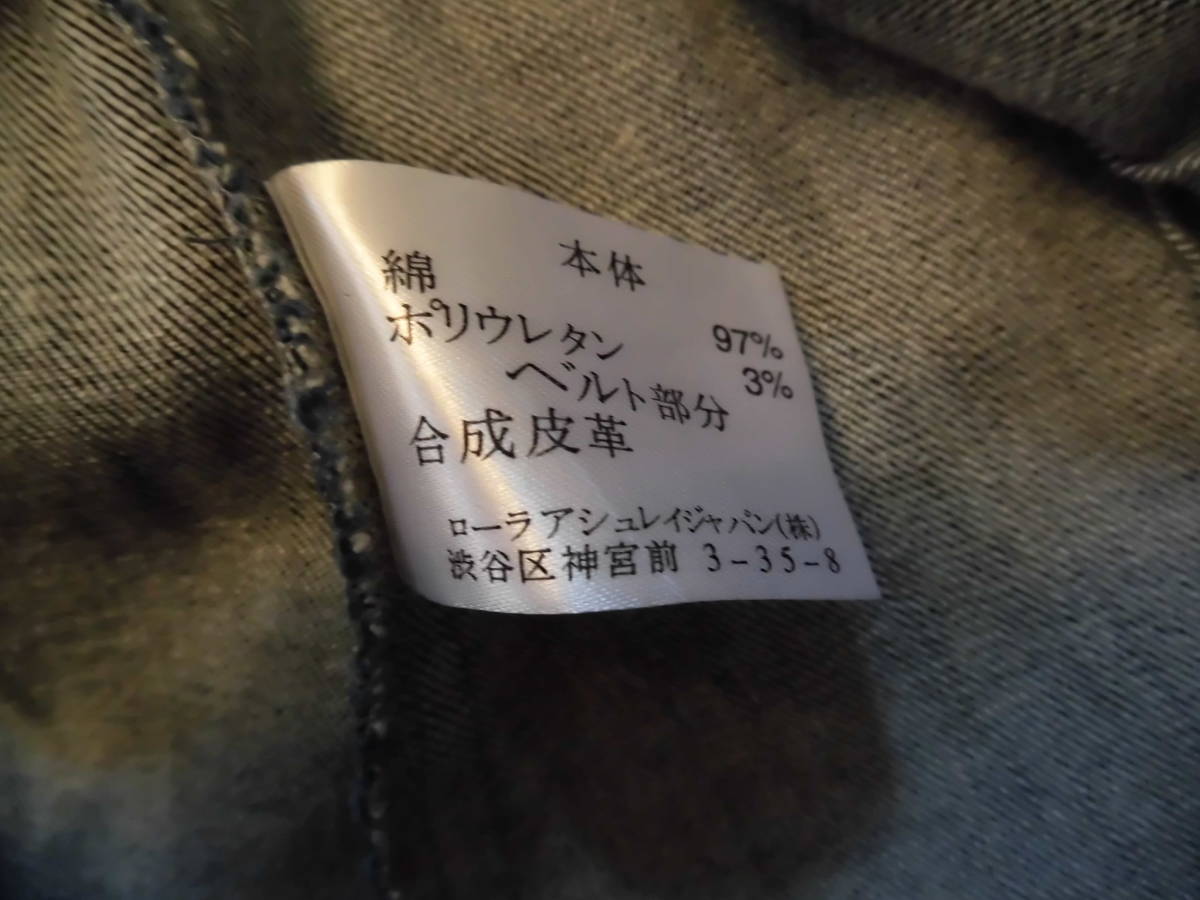 本体
綿 97%
ポリウレタン 3%
ベルト部分
合成皮革
ローラアシュレイジャパン(株)
渋谷区神宮前 3-35-8